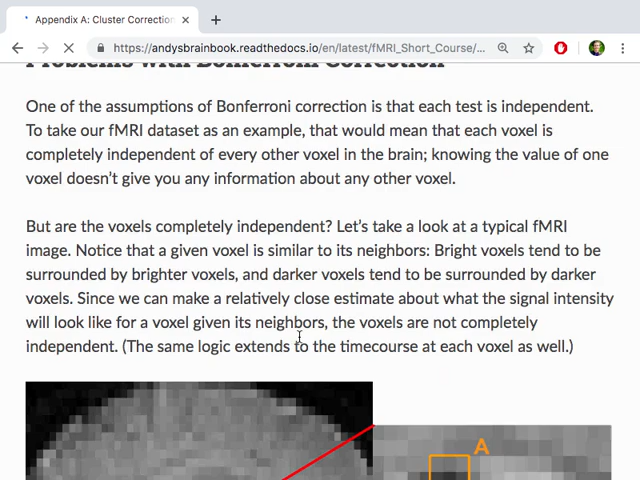 Appendix A: Cluster Correction
https://andysbrainbook.readthedocs.io/en/latest/fMRI_Short_Course/...
Problems with Bonferroni Correction
One of the assumptions of Bonferroni correction is that each test is independent.
To take our fMRI dataset as an example, that would mean that each voxel is
completely independent of every other voxel in the brain; knowing the value of one
voxel doesn’t give you any information about any other voxel.
But are the voxels completely independent? Let’s take a look at a typical fMRI
image. Notice that a given voxel is similar to its neighbors: Bright voxels tend to be
surrounded by brighter voxels, and darker voxels tend to be surrounded by darker
voxels. Since we can make a relatively close estimate about what the signal intensity
will look like for a voxel given its neighbors, the voxels are not completely
independent. (The same logic extends to the timecourse at each voxel as well.)
A